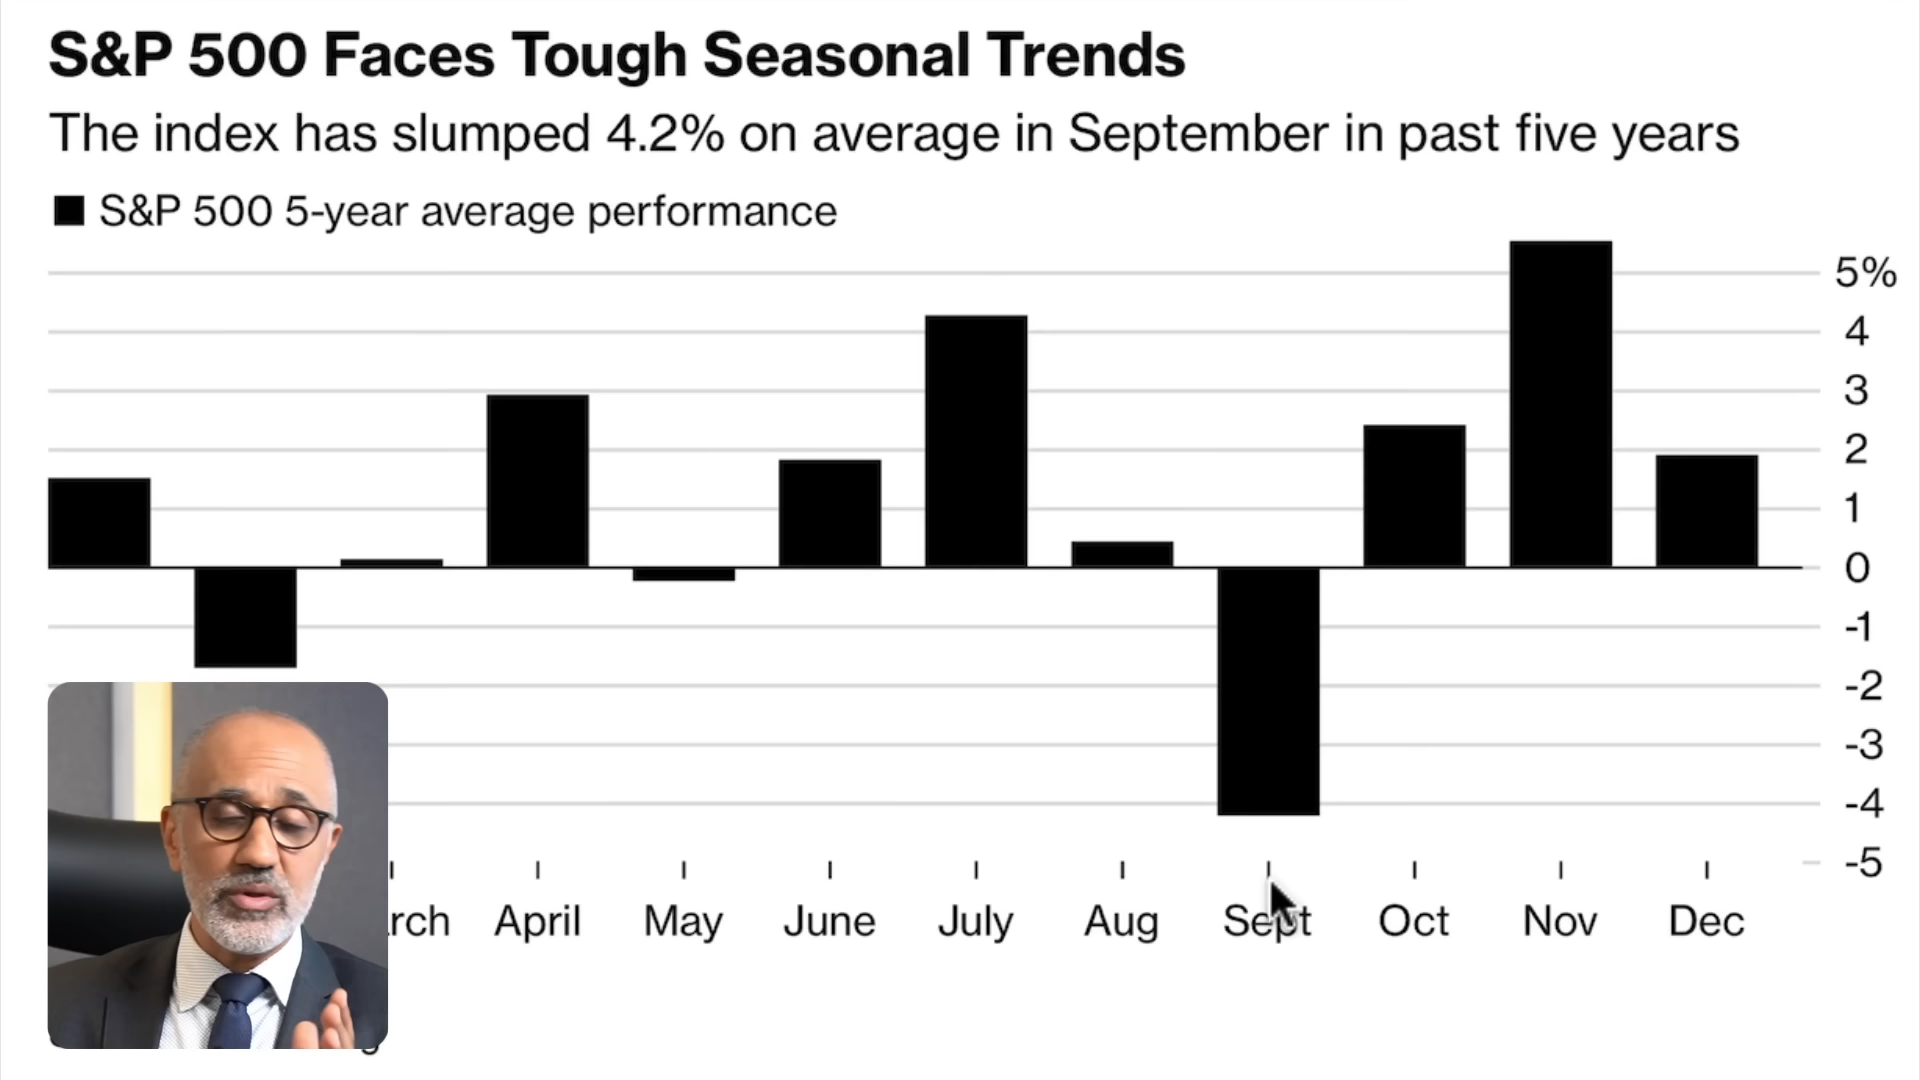 S&P 500 Faces Tough Seasonal Trends
The index has slumped 4.2% on average in September in past five years
S&P 500 5-year average performance
5%
4
3
2
1
0
-1
-2
-3
-4
-5
rch April May June July Aug Sept Oct Nov Dec